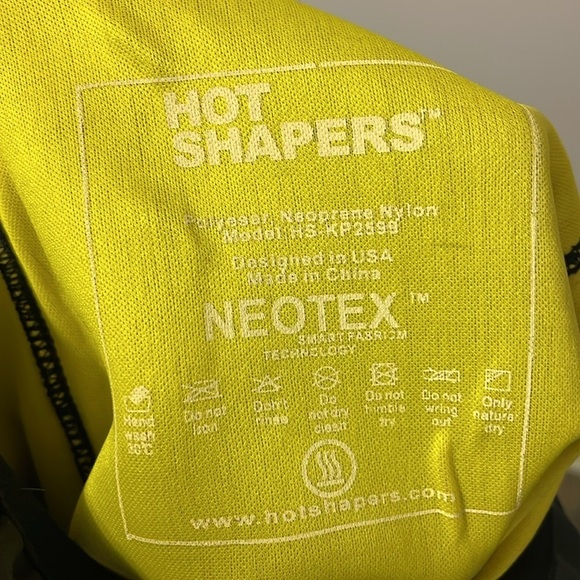 HOT
SHAPERS™
Polyeser, Neoprene Nylon
Model: HS-KP2599
Designed in USA
Made in China
NEOTEX™
SMART FABRICM
TECHNOLOGY
Hand wash 30°C
Do not Iron
Don't rinse
Do not dry clean
Do not tumble dry
Do not wring out
Only natural dry
www.hotshapers.com